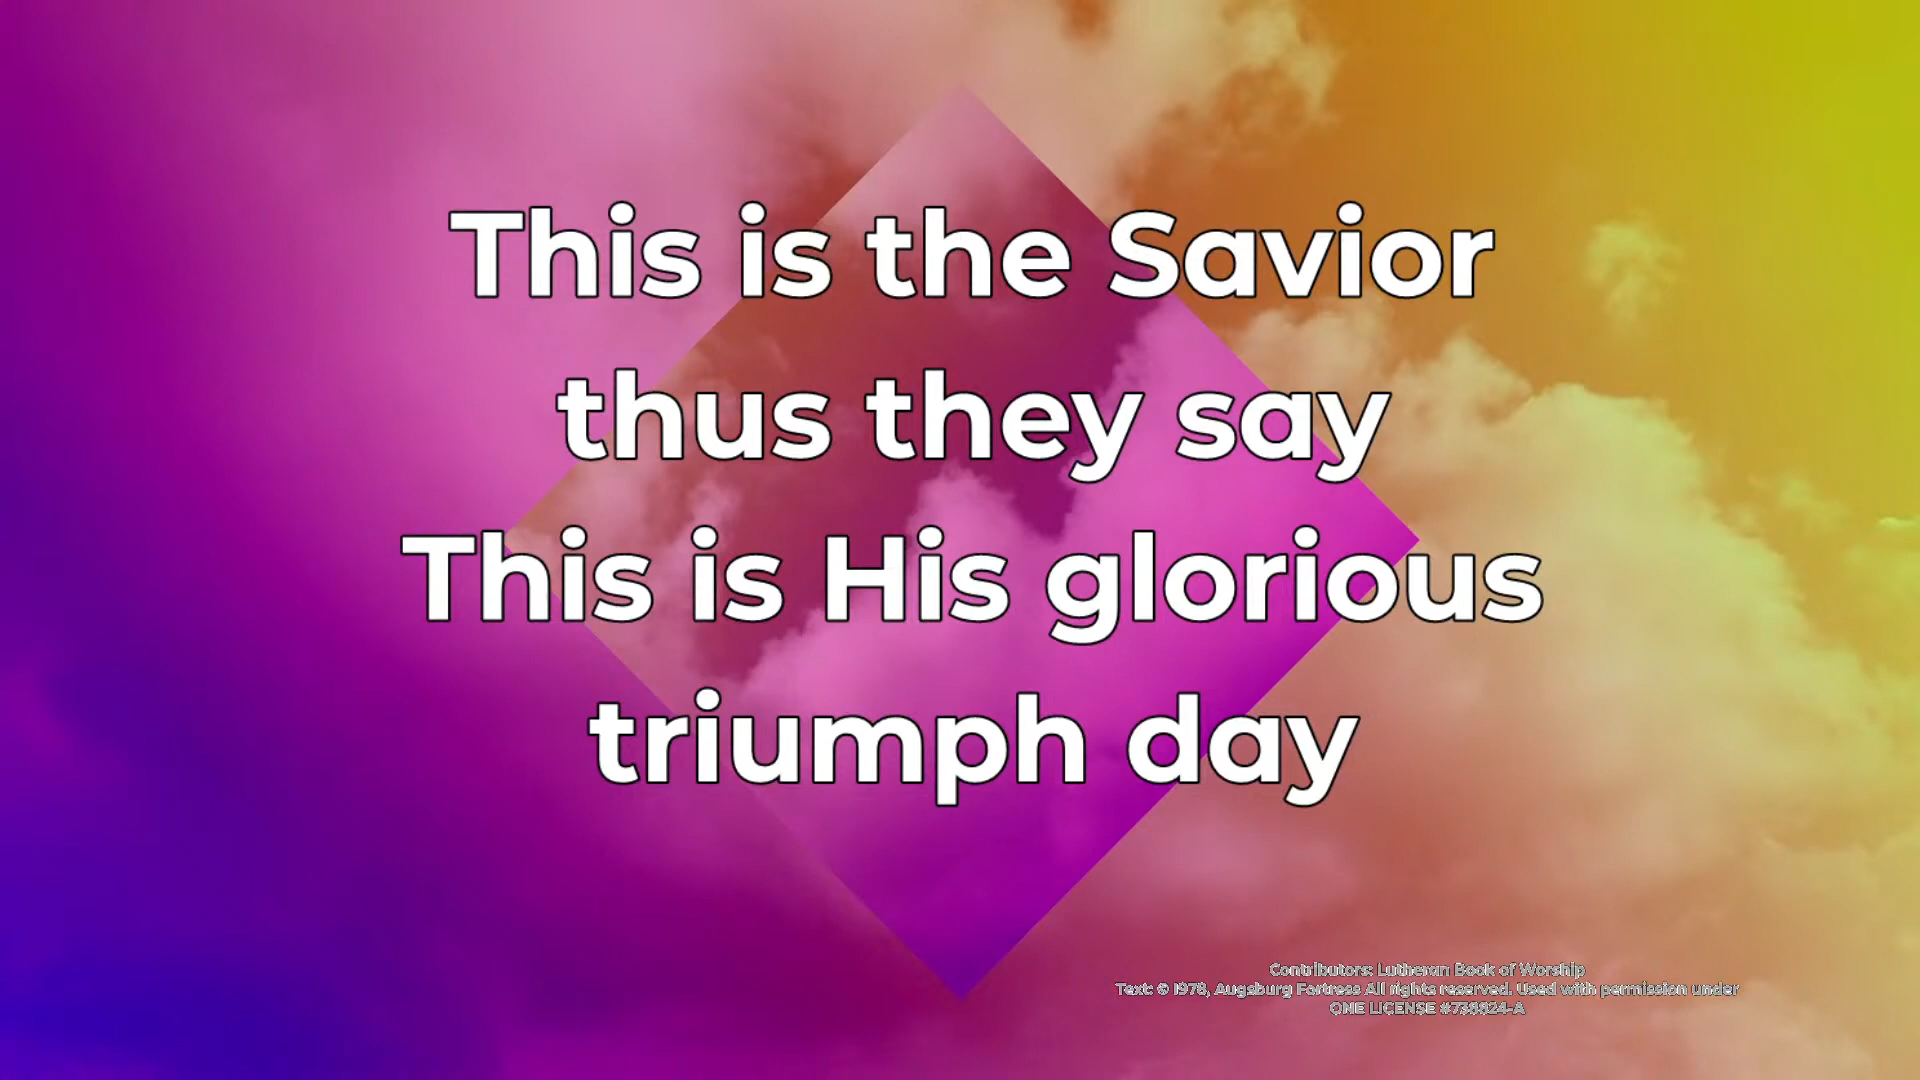 This is the Savior
thus they say
This is His glorious
triumph day
Contributors: Lutheran Book of Worship
Text: © 1978, Augsburg Fortress All rights reserved. Used with permission under
ONE LICENSE #738824-A